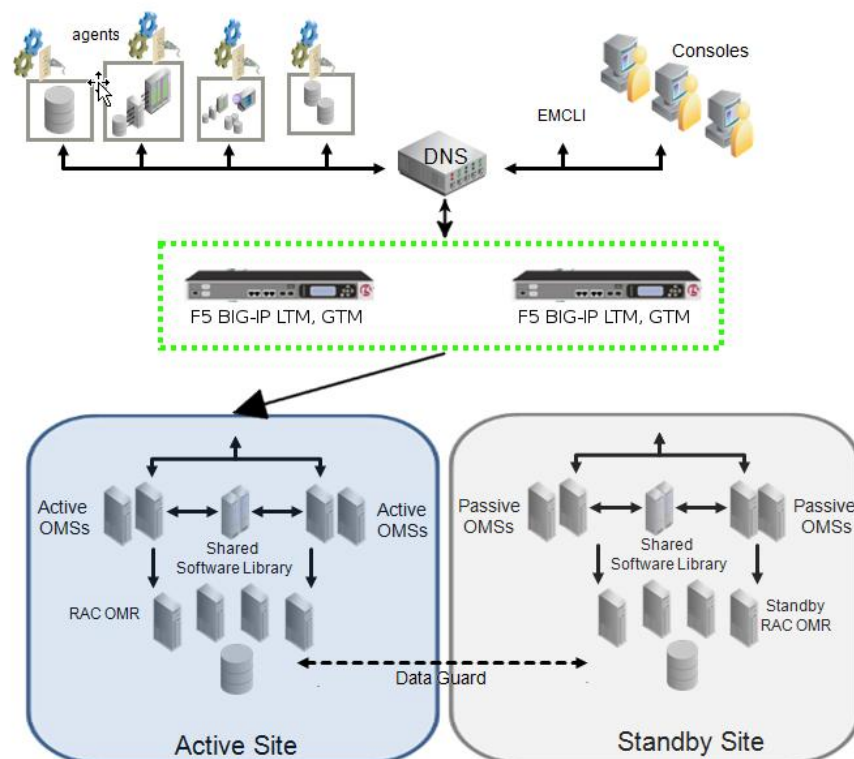 agents
Consoles
EMCLI
DNS
F5 BIG-IP LTM, GTM
F5 BIG-IP LTM, GTM
Active
OMSs
Active
OMSs
Shared
Software Library
RAC OMR
Passive
OMSs
Passive
OMSs
Shared
Software Library
Standby
RAC OMR
Data Guard
Active Site
Standby Site